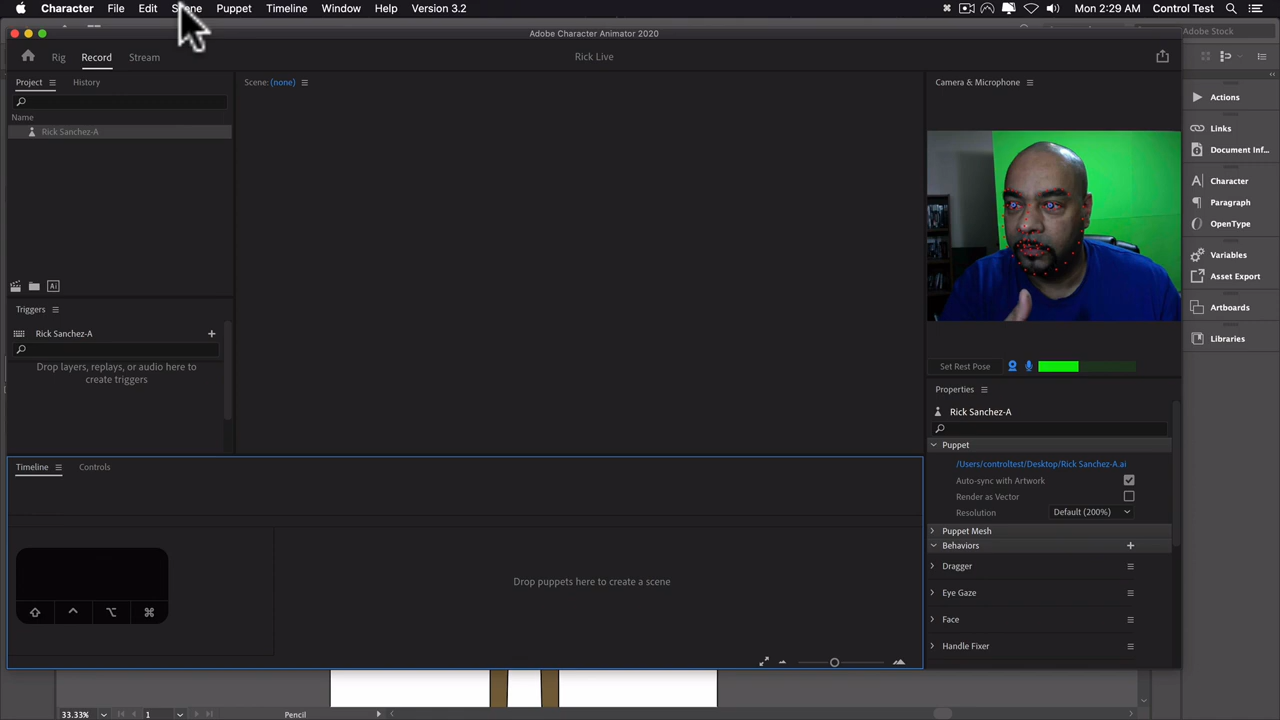 Character File Edit Scene Puppet Timeline Window Help Version 3.2 Mon 2:29 AM Control Test
Adobe Character Animator 2020
Adobe Stock
Rig Record Stream Rick Live
Project History Scene: (none) Camera & Microphone
Name
Rick Sanchez-A
Triggers
Rick Sanchez-A +
Drop layers, replays, or audio here to
create triggers
Set Rest Pose
Properties
Rick Sanchez-A
Puppet
/Users/controltest/Desktop/Rick Sanchez-A.ai
Auto-sync with Artwork
Render as Vector
Resolution Default (200%)
Puppet Mesh
Behaviors +
Dragger
Eye Gaze
Face
Handle Fixer
Timeline Controls
Drop puppets here to create a scene
Actions
Links
Document Inf...
Character
Paragraph
OpenType
Variables
Asset Export
Artboards
Libraries
33.33% 1 Pencil